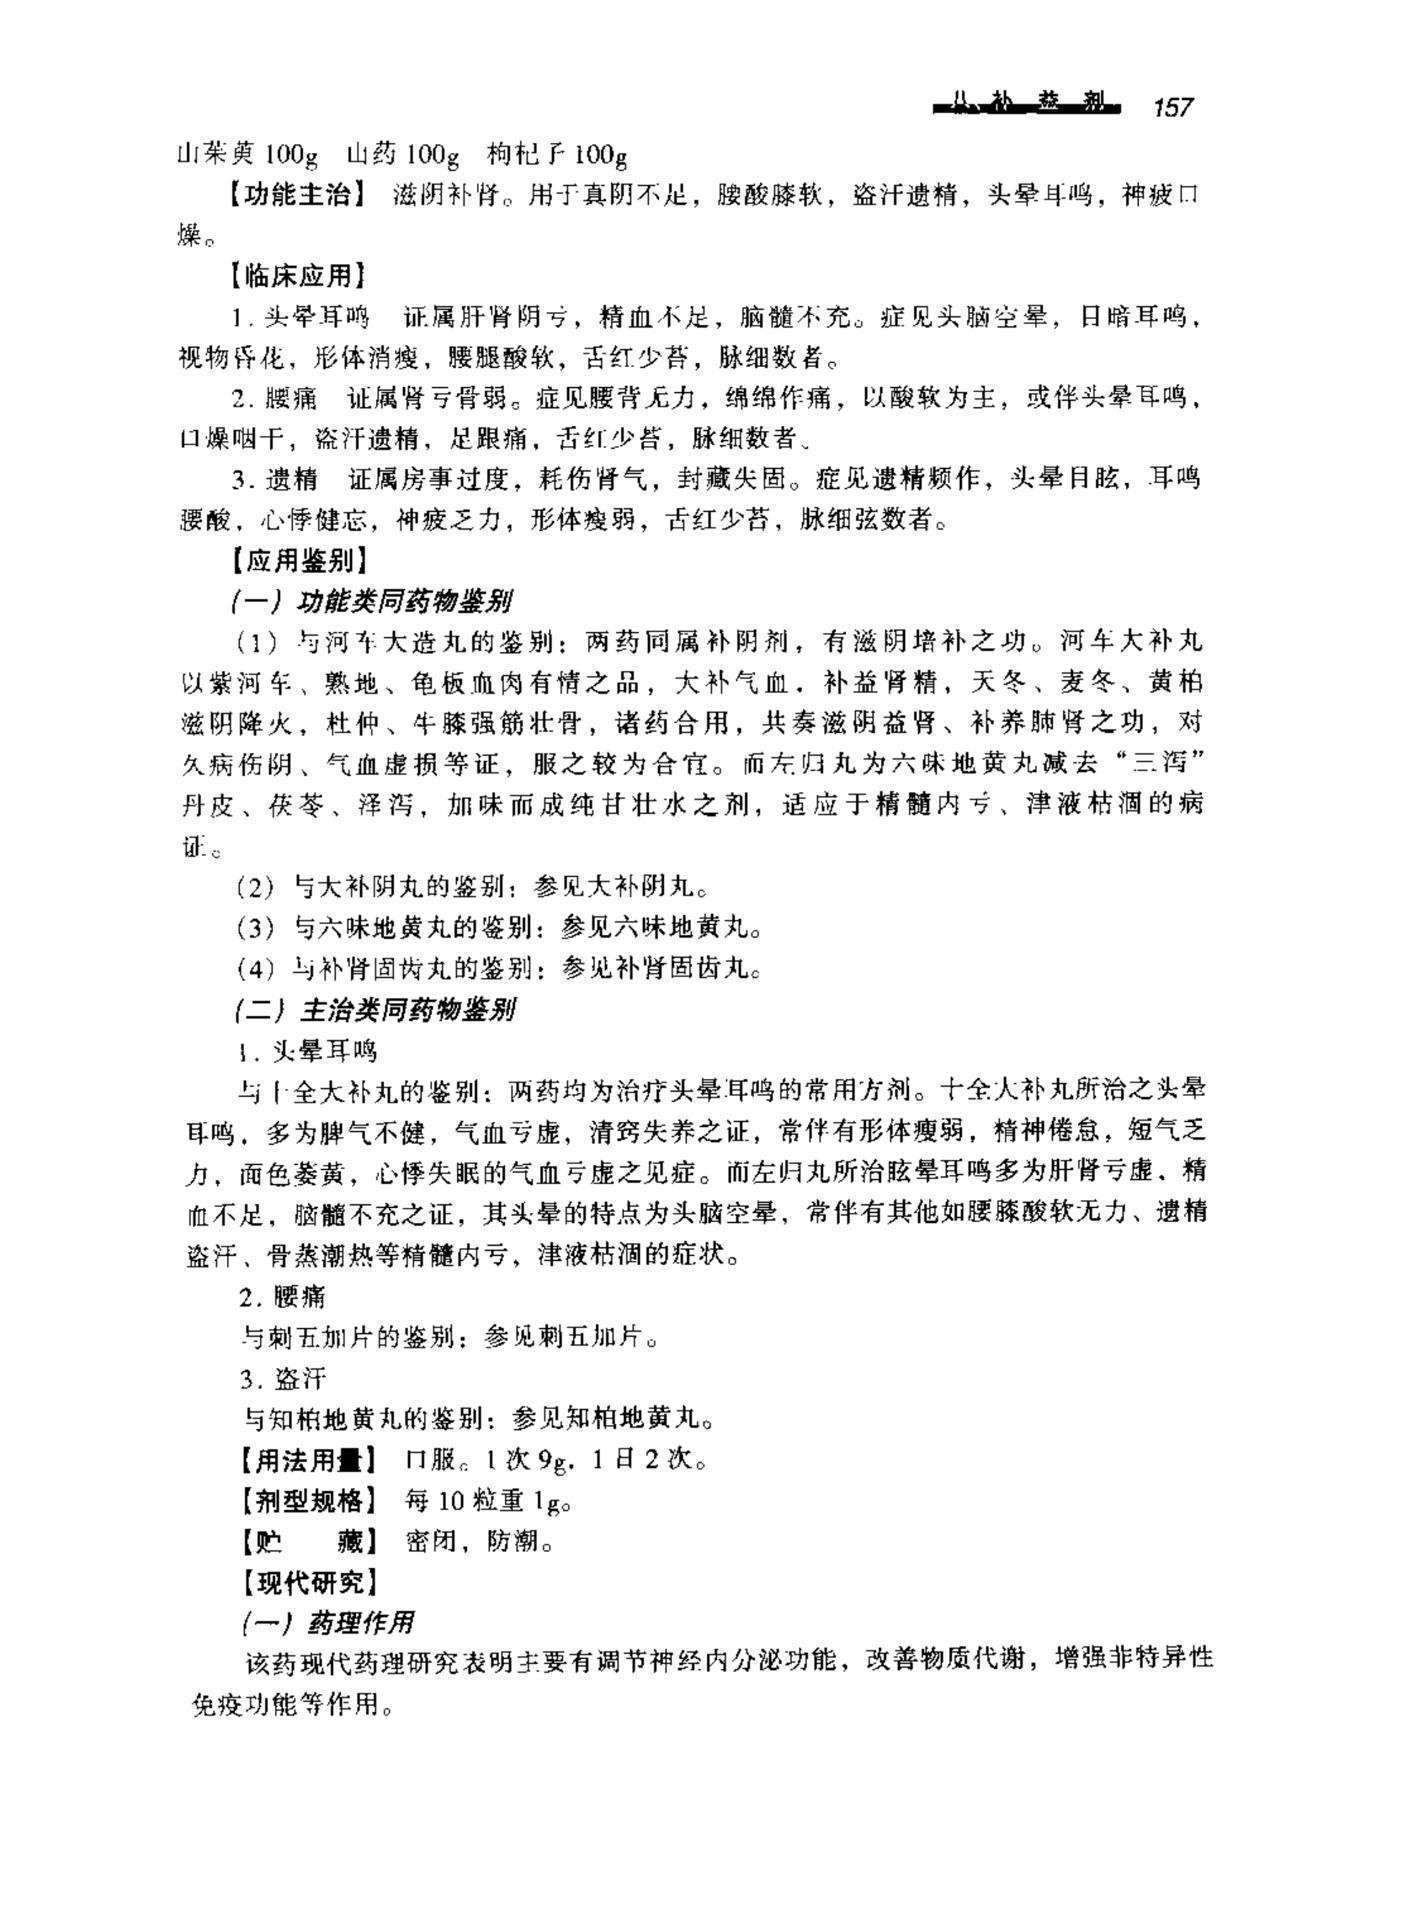 八、补益剂 157
山茱萸 100g 山药 100g 枸杞子 100g
【功能主治】 滋阴补肾。用于真阴不足，腰酸膝软，盗汗遗精，头晕耳鸣，神疲口
燥。
【临床应用】
1. 头晕耳鸣 证属肝肾阴亏，精血不足，脑髓不充。症见头脑空晕，目暗耳鸣，
视物昏花，形体消瘦，腰腿酸软，舌红少苔，脉细数者。
2. 腰痛 证属肾亏骨弱。症见腰背无力，绵绵作痛，以酸软为主，或伴头晕耳鸣，
口燥咽干，盗汗遗精，足跟痛，舌红少苔，脉细数者。
3. 遗精 证属房事过度，耗伤肾气，封藏失固。症见遗精频作，头晕目眩，耳鸣
腰酸，心悸健忘，神疲乏力，形体瘦弱，舌红少苔，脉细弦数者。
【应用鉴别】
(一) 功能类同药物鉴别
(1) 与河车大造丸的鉴别：两药同属补阴剂，有滋阴培补之功。河车大补丸
以紫河车、熟地、龟板血肉有情之品，大补气血，补益肾精，天冬、麦冬、黄柏
滋阴降火，杜仲、牛膝强筋壮骨，诸药合用，共奏滋阴益肾、补养肺肾之功，对
久病伤阴、气血虚损等证，服之较为合宜。而左归丸为六味地黄丸减去“三泻”
丹皮、茯苓、泽泻，加味而成纯甘壮水之剂，适应于精髓内亏、津液枯涸的病
证。
(2) 与大补阴丸的鉴别：参见大补阴丸。
(3) 与六味地黄丸的鉴别：参见六味地黄丸。
(4) 与补肾固齿丸的鉴别：参见补肾固齿丸。
(二) 主治类同药物鉴别
1. 头晕耳鸣
与十全大补丸的鉴别：两药均为治疗头晕耳鸣的常用方剂。十全大补丸所治之头晕
耳鸣，多为脾气不健，气血亏虚，清窍失养之证，常伴有形体瘦弱，精神倦怠，短气乏
力，面色萎黄，心悸失眠的气血亏虚之见症。而左归丸所治眩晕耳鸣多为肝肾亏虚、精
血不足，脑髓不充之证，其头晕的特点为头脑空晕，常伴有其他如腰膝酸软无力、遗精
盗汗、骨蒸潮热等精髓内亏，津液枯涸的症状。
2. 腰痛
与刺五加片的鉴别：参见刺五加片。
3. 盗汗
与知柏地黄丸的鉴别：参见知柏地黄丸。
【用法用量】 口服。1 次 9g，1 日 2 次。
【剂型规格】 每 10 粒重 1g。
【贮 藏】 密闭，防潮。
【现代研究】
(一) 药理作用
该药现代药理研究表明主要有调节神经内分泌功能，改善物质代谢，增强非特异性
免疫功能等作用。